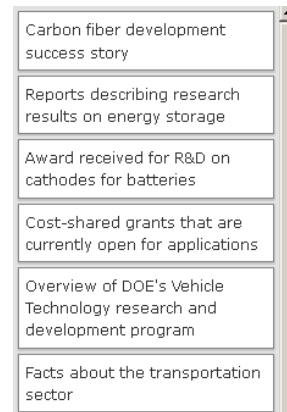 Carbon fiber development
success story
Reports describing research
results on energy storage
Award received for R&D on
cathodes for batteries
Cost-shared grants that are
currently open for applications
Overview of DOE's Vehicle
Technology research and
development program
Facts about the transportation
sector